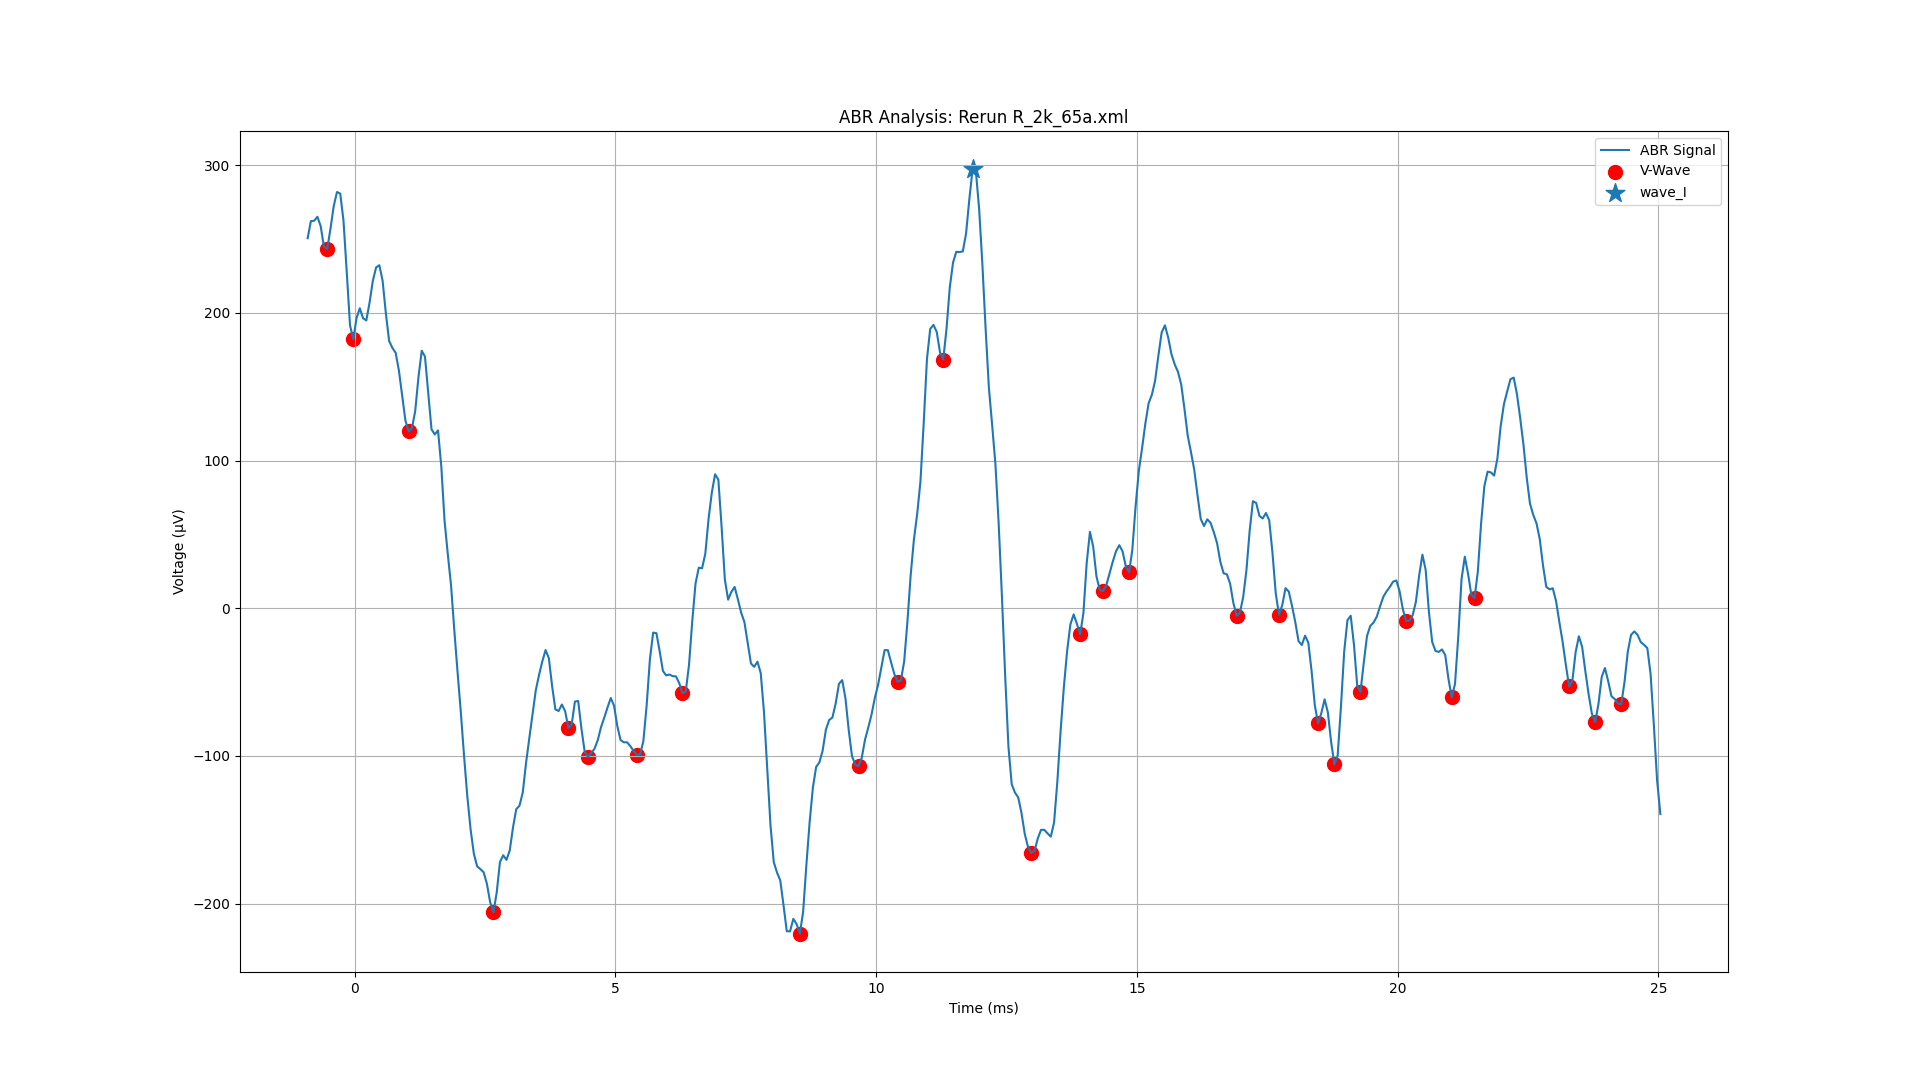 ABR Analysis: Rerun R_2k_65a.xml
ABR Signal
V-Wave
wave_I
Voltage (µV)
300
200
100
0
−100
−200
0 5 10 15 20 25
Time (ms)